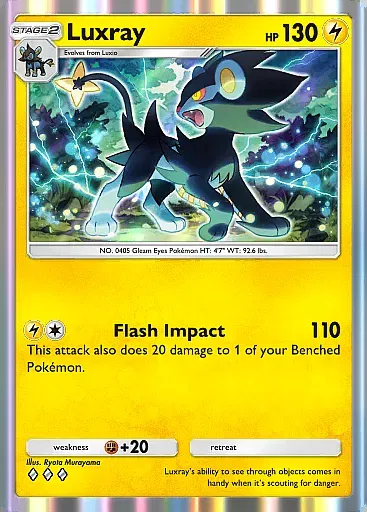 STAGE 2 Luxray HP 130
Evolves from Luxio
NO. 0405 Gleam Eyes Pokémon HT: 4'7" WT: 92.6 lbs.
Flash Impact 110
This attack also does 20 damage to 1 of your Benched
Pokémon.
weakness +20 retreat
Illus. Ryota Murayama
Luxray's ability to see through objects comes in
handy when it's scouting for danger.